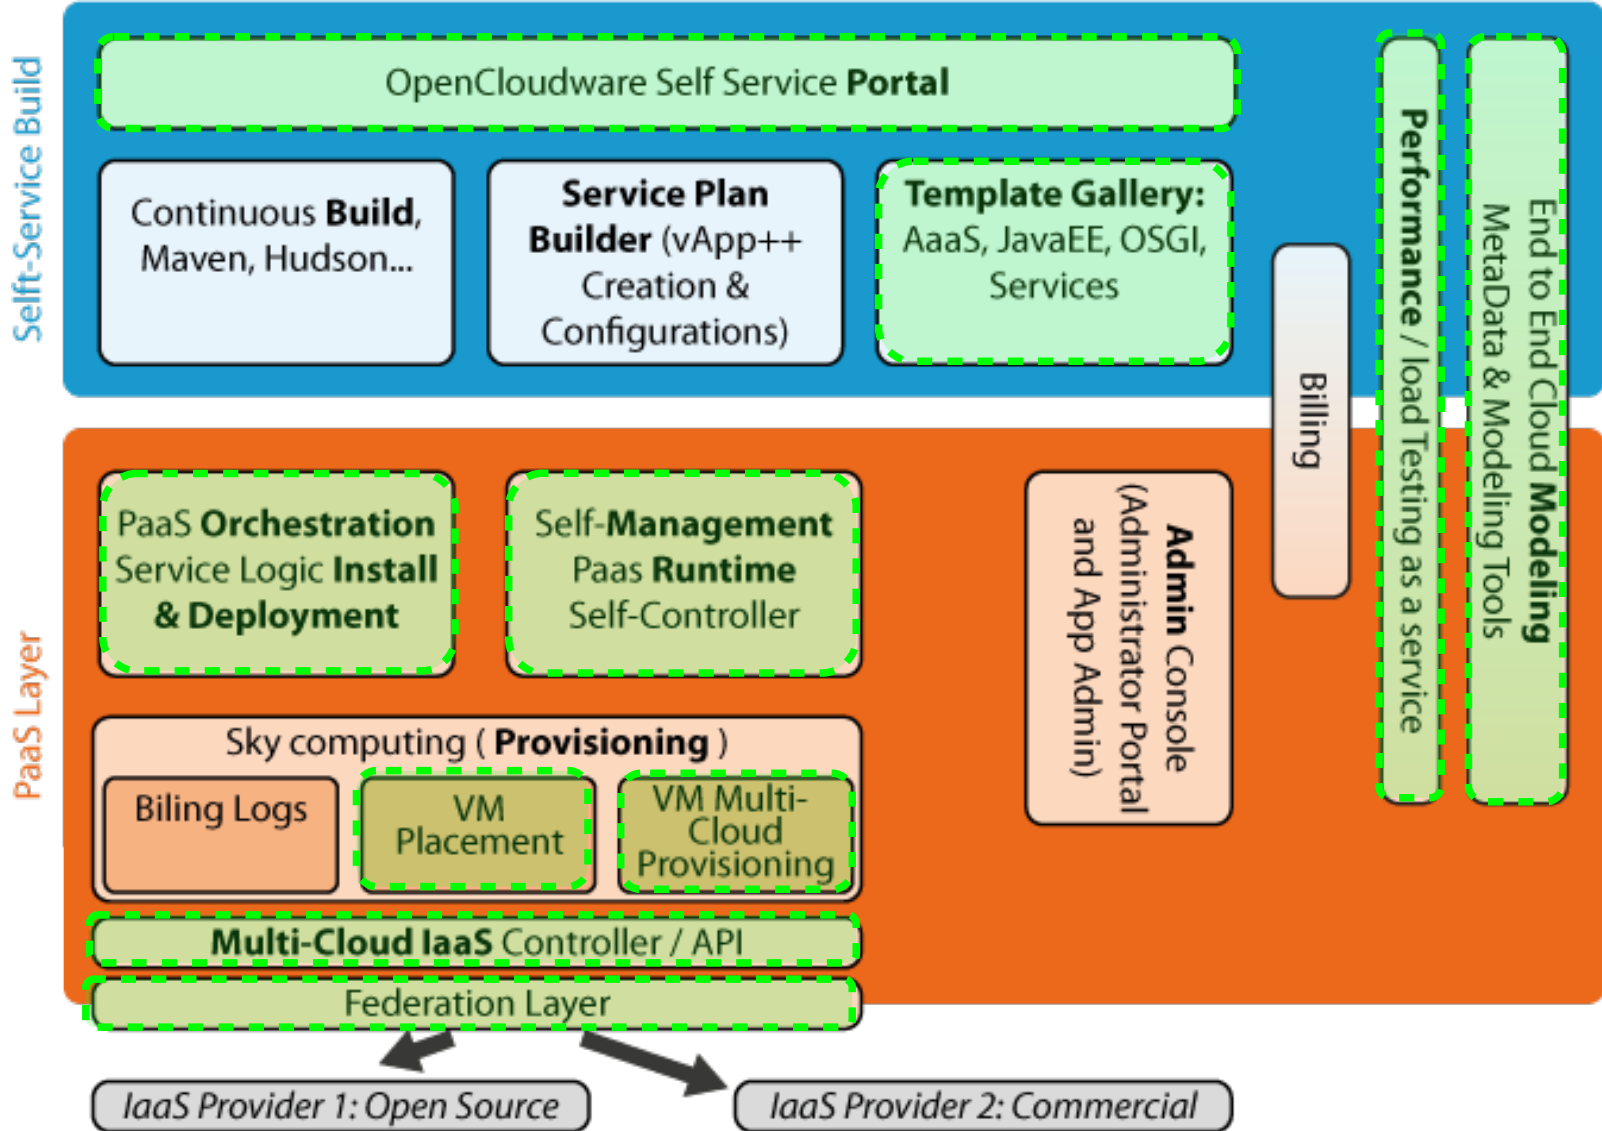 Selft-Service Build
OpenCloudware Self Service Portal
Continuous Build,
Maven, Hudson...
Service Plan
Builder (vApp++
Creation &
Configurations)
Template Gallery:
AaaS, JavaEE, OSGI,
Services
Billing
Performance / load Testing as a service
End to End Cloud Modeling
MetaData & Modeling Tools
PaaS Layer
PaaS Orchestration
Service Logic Install
& Deployment
Self-Management
Paas Runtime
Self-Controller
Admin Console
(Administrator Portal
and App Admin)
Sky computing ( Provisioning )
Biling Logs
VM
Placement
VM Multi-
Cloud
Provisioning
Multi-Cloud IaaS Controller / API
Federation Layer
IaaS Provider 1: Open Source
IaaS Provider 2: Commercial